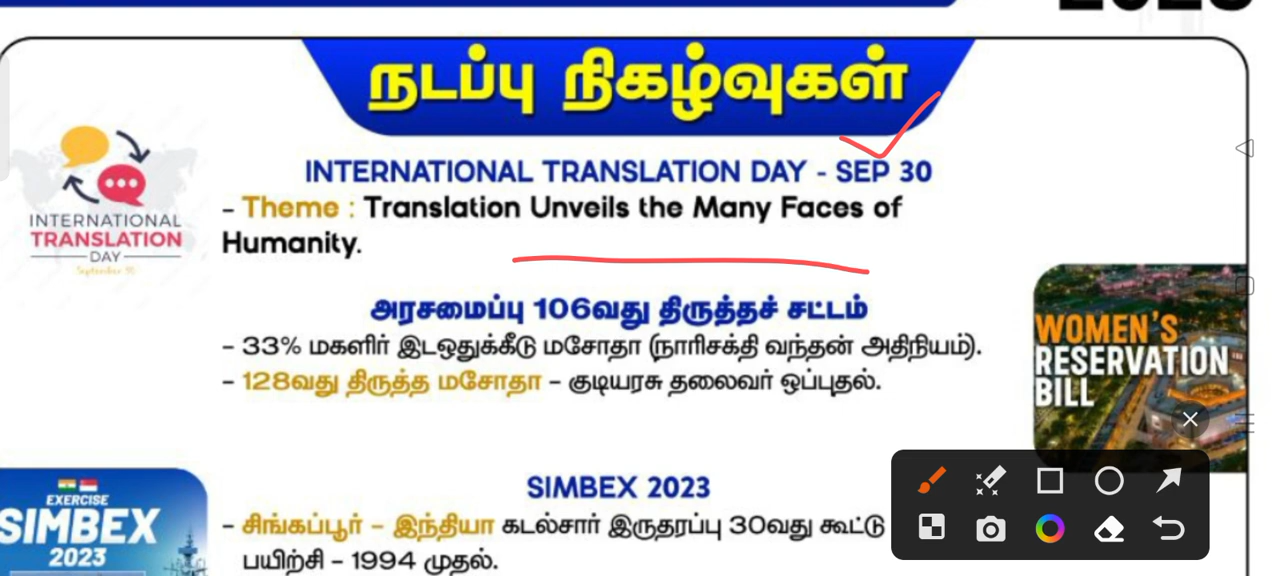 நடப்பு நிகழ்வுகள்
INTERNATIONAL TRANSLATION DAY - SEP 30
- Theme : Translation Unveils the Many Faces of
Humanity.
INTERNATIONAL
TRANSLATION
DAY
September 30
அரசமைப்பு 106வது திருத்தச் சட்டம்
- 33% மகளிர் இடஒதுக்கீடு மசோதா (நாரிசக்தி வந்தன் அதிநியம்).
- 128வது திருத்த மசோதா - குடியரசு தலைவர் ஒப்புதல்.
WOMEN'S
RESERVATION
BILL
SIMBEX 2023
- சிங்கப்பூர் - இந்தியா கடல்சார் இருதரப்பு 30வது கூட்டு
பயிற்சி - 1994 முதல்.
EXERCISE
SIMBEX
2023